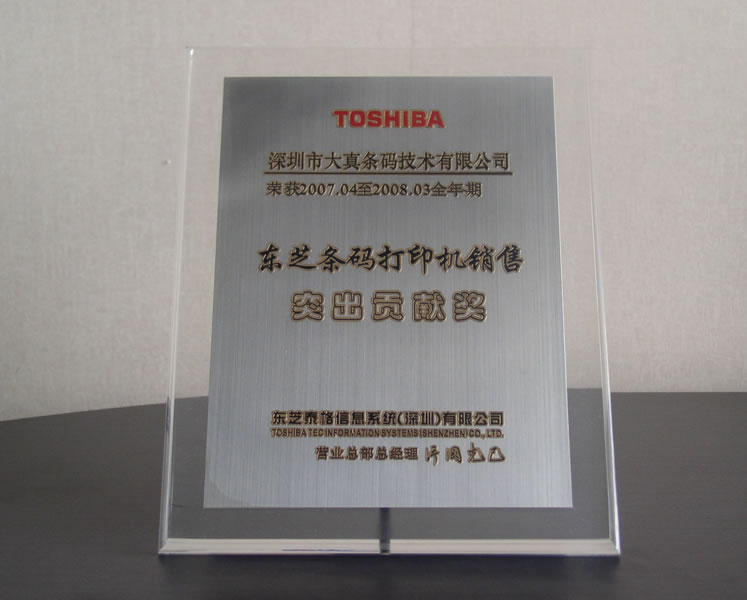 TOSHIBA
深圳市大真条码技术有限公司
荣获2007.04至2008.03全年期
东芝条码打印机销售
突出贡献奖
东芝泰格信息系统(深圳)有限公司
TOSHIBA TEC INFORMATION SYSTEMS(SHENZHEN)CO., LTD.
营业总部总经理